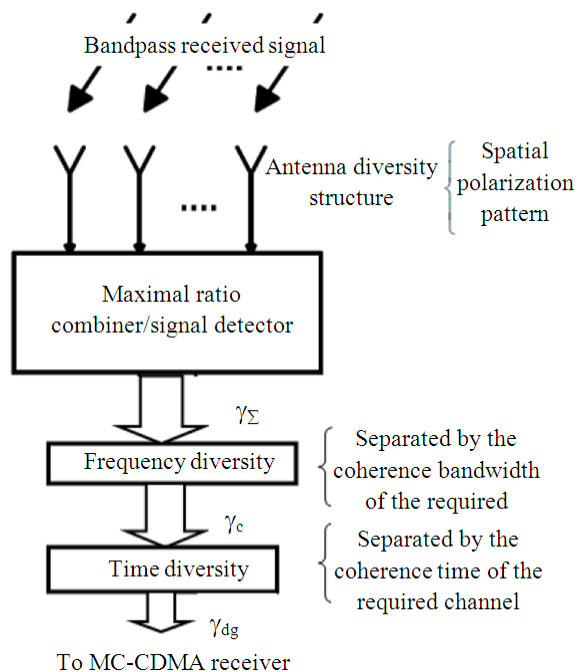 Bandpass received signal
Antenna diversity
structure
Spatial
polarization
pattern
Maximal ratio
combiner/signal detector
γΣ
Frequency diversity
Separated by the
coherence bandwidth
of the required
γc
Time diversity
Separated by the
coherence time of the
required channel
γdg
To MC-CDMA receiver